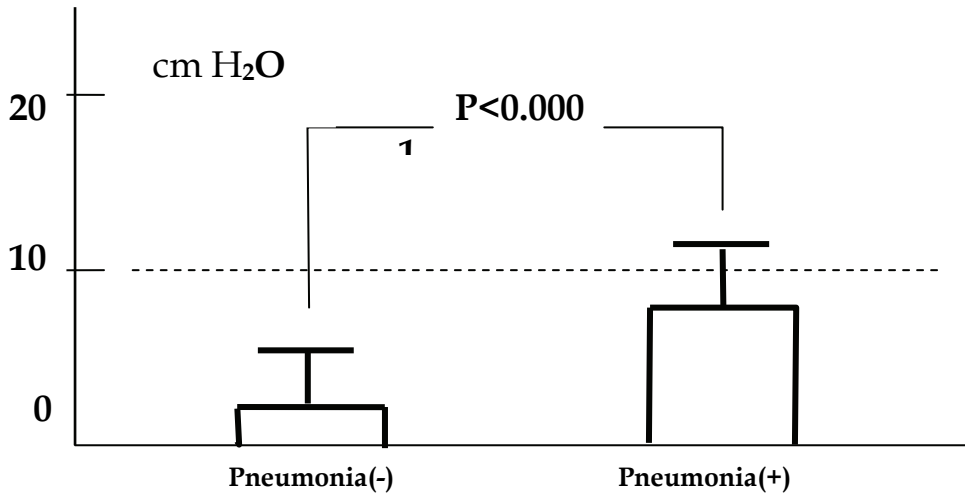 cm H₂O
20
P<0.000
1
10
0
Pneumonia(-)
Pneumonia(+)